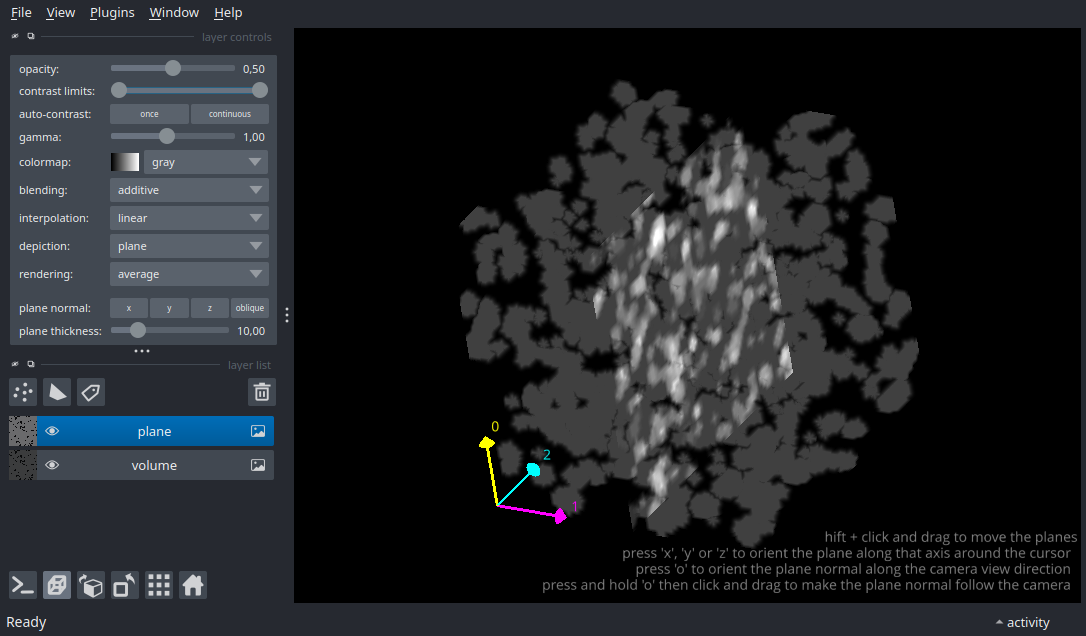 File View Plugins Window Help
layer controls
opacity: 0,50
contrast limits:
auto-contrast: once continuous
gamma: 1,00
colormap: gray
blending: additive
interpolation: linear
depiction: plane
rendering: average
plane normal: x y z oblique
plane thickness: 10,00
layer list
plane
volume
0
2
1
hift + click and drag to move the planes
press 'x', 'y' or 'z' to orient the plane along that axis around the cursor
press 'o' to orient the plane normal along the camera view direction
press and hold 'o' then click and drag to make the plane normal follow the camera
Ready
activity